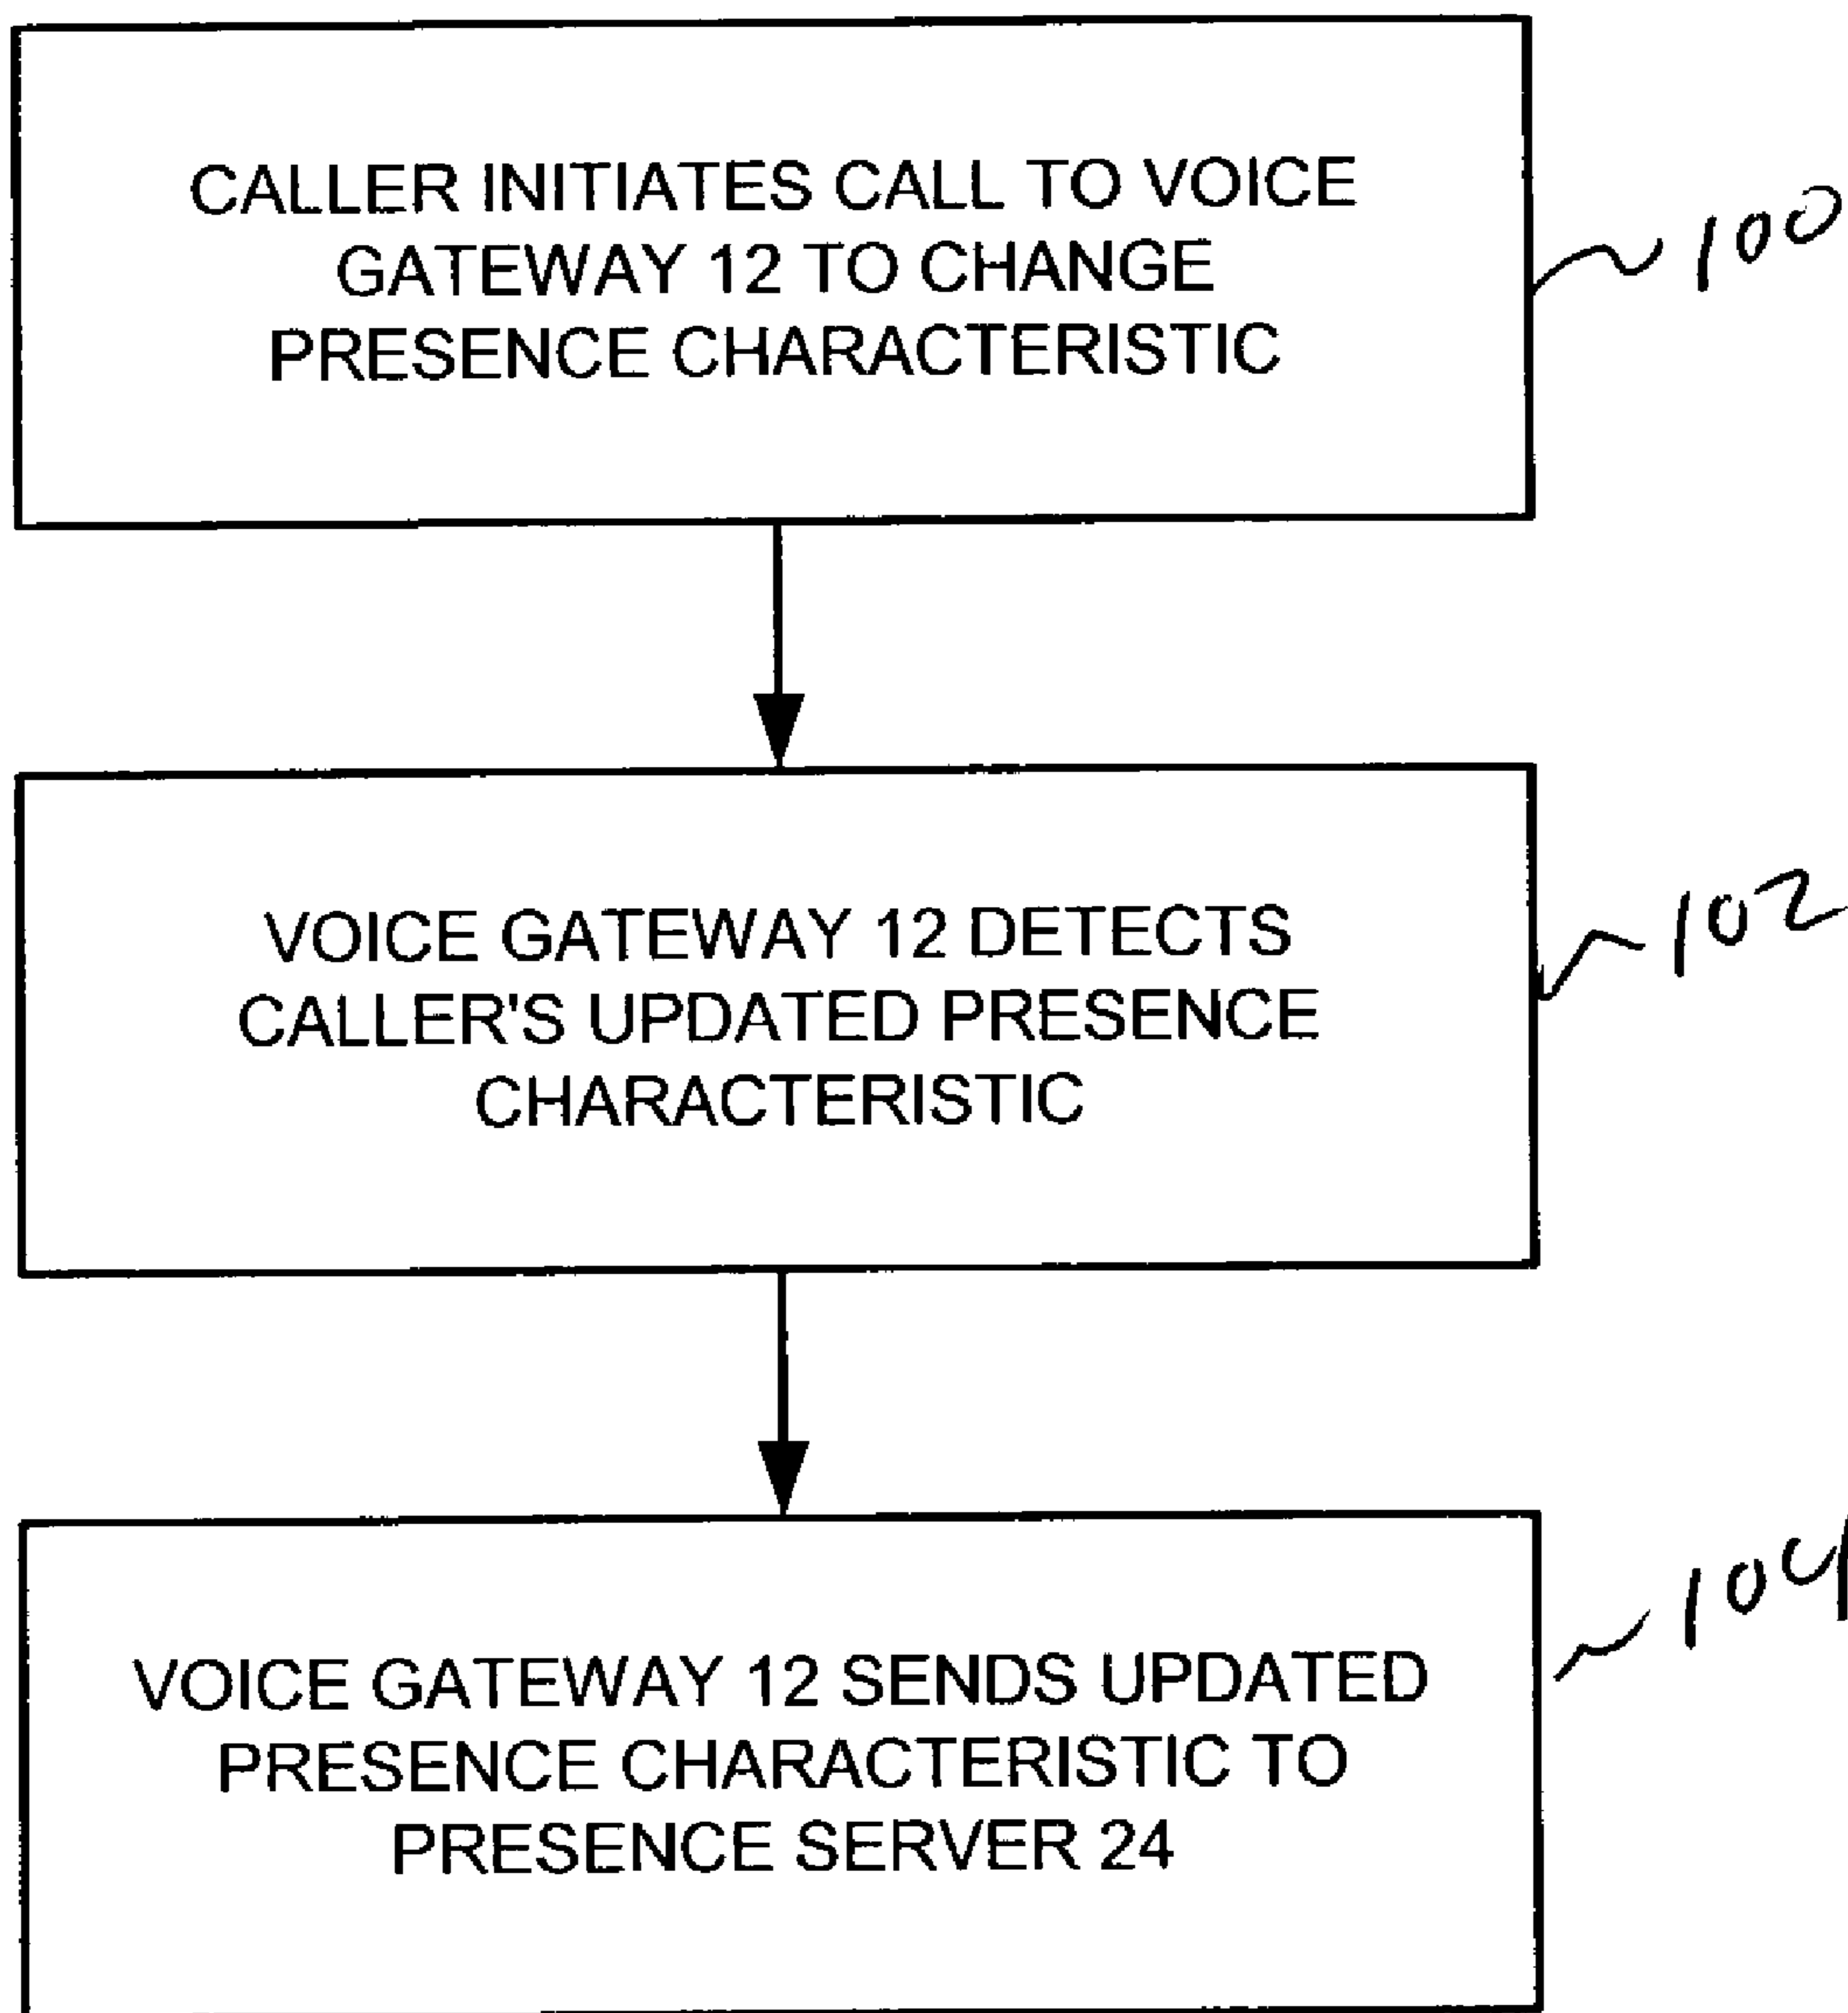 CALLER INITIATES CALL TO VOICE
GATEWAY 12 TO CHANGE
PRESENCE CHARACTERISTIC
100
VOICE GATEWAY 12 DETECTS
CALLER'S UPDATED PRESENCE
CHARACTERISTIC
102
VOICE GATEWAY 12 SENDS UPDATED
PRESENCE CHARACTERISTIC TO
PRESENCE SERVER 24
104